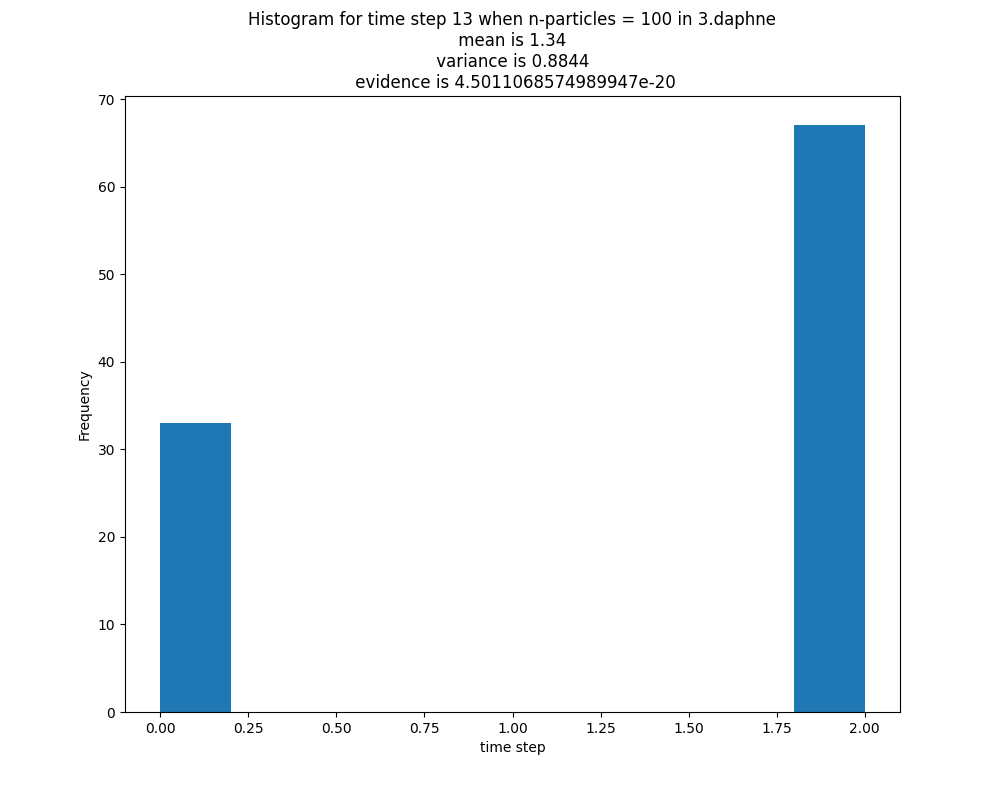 Histogram for time step 13 when n-particles = 100 in 3.daphne
mean is 1.34
variance is 0.8844
evidence is 4.5011068574989947e-20
70
60
50
40
30
20
10
0
Frequency
0.00 0.25 0.50 0.75 1.00 1.25 1.50 1.75 2.00
time step